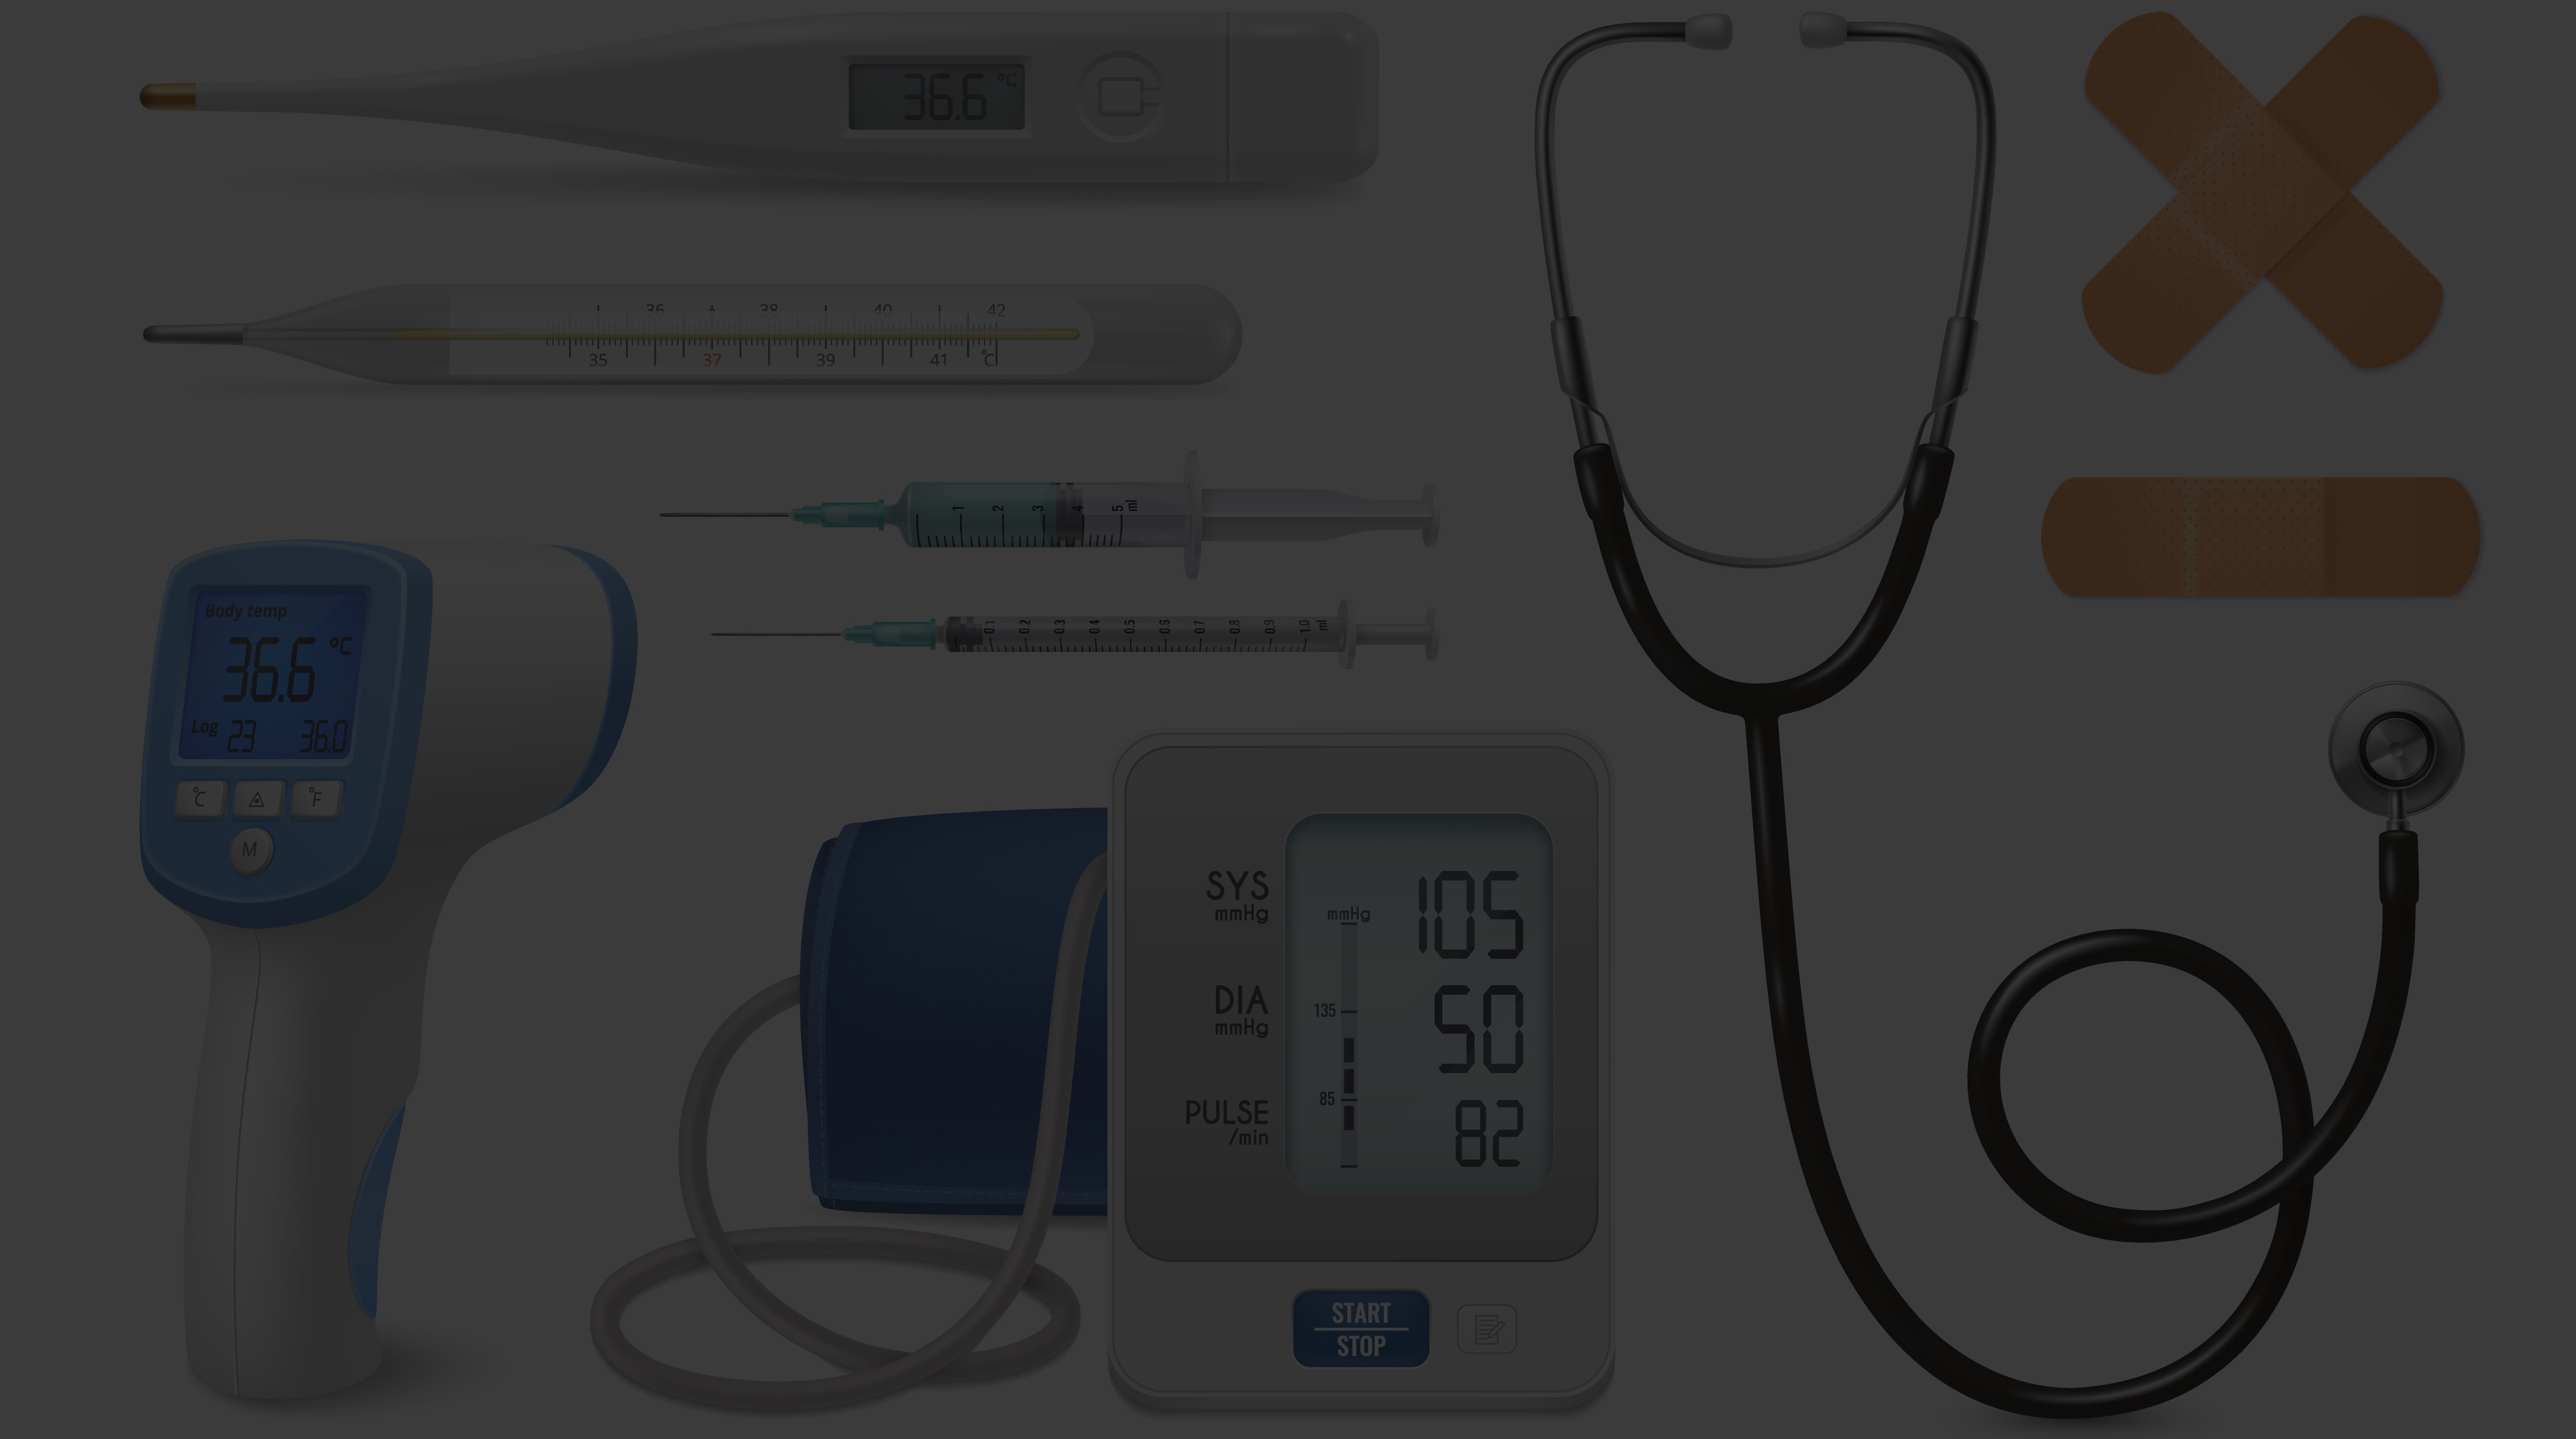 36.6 °C
36 38 40 42
35 37 39 41 °C
1 2 3 4 5 ml
0.1 0.2 0.3 0.4 0.5 0.6 0.7 0.8 0.9 1.0 ml
Body temp
36.6 °C
Log 23 36.0
°C °F
M
SYS
mmHg
DIA
mmHg
PULSE
/min
mmHg
135
85
105
50
82
START
STOP